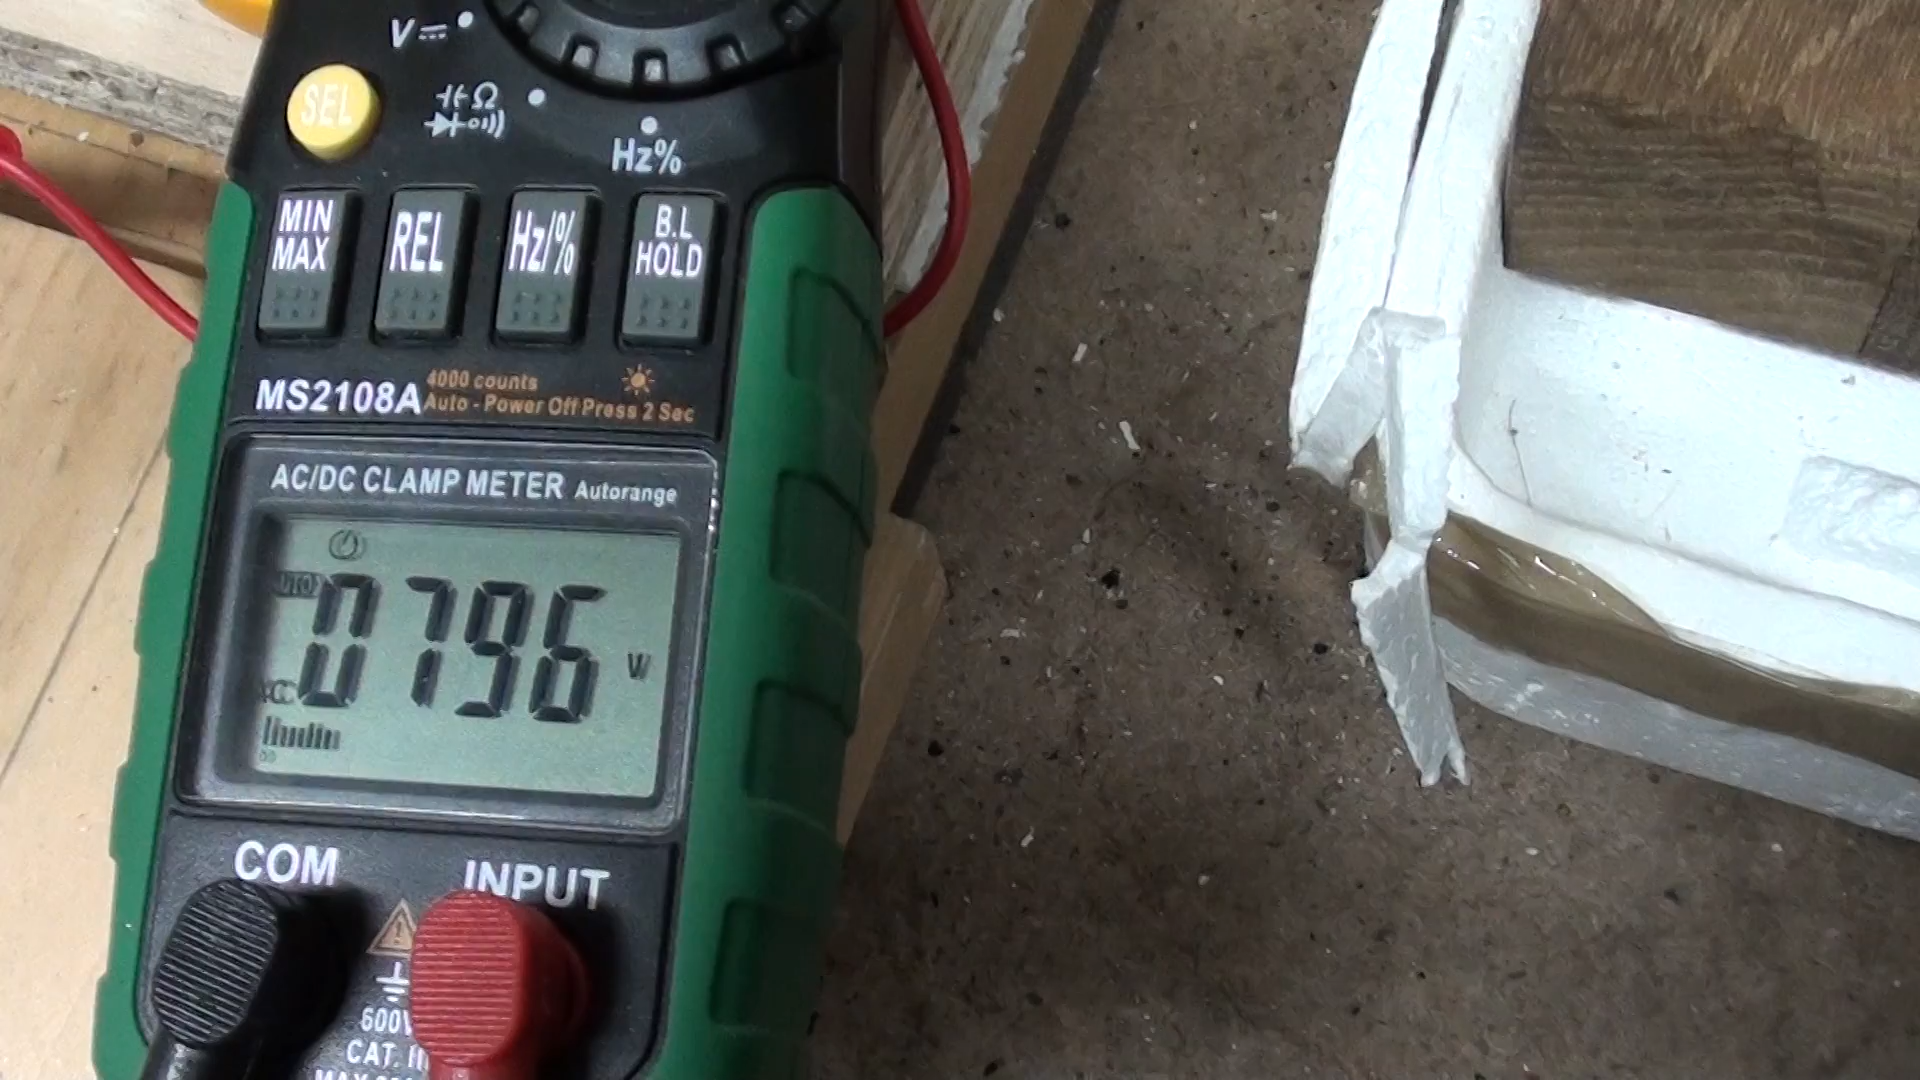 V
SEL
Ω
Hz%
MIN
MAX
REL
Hz/%
B.L
HOLD
MS2108A
4000 counts
Auto - Power Off Press 2 Sec
AC/DC CLAMP METER Autorange
0796
COM
INPUT
600V
CAT.